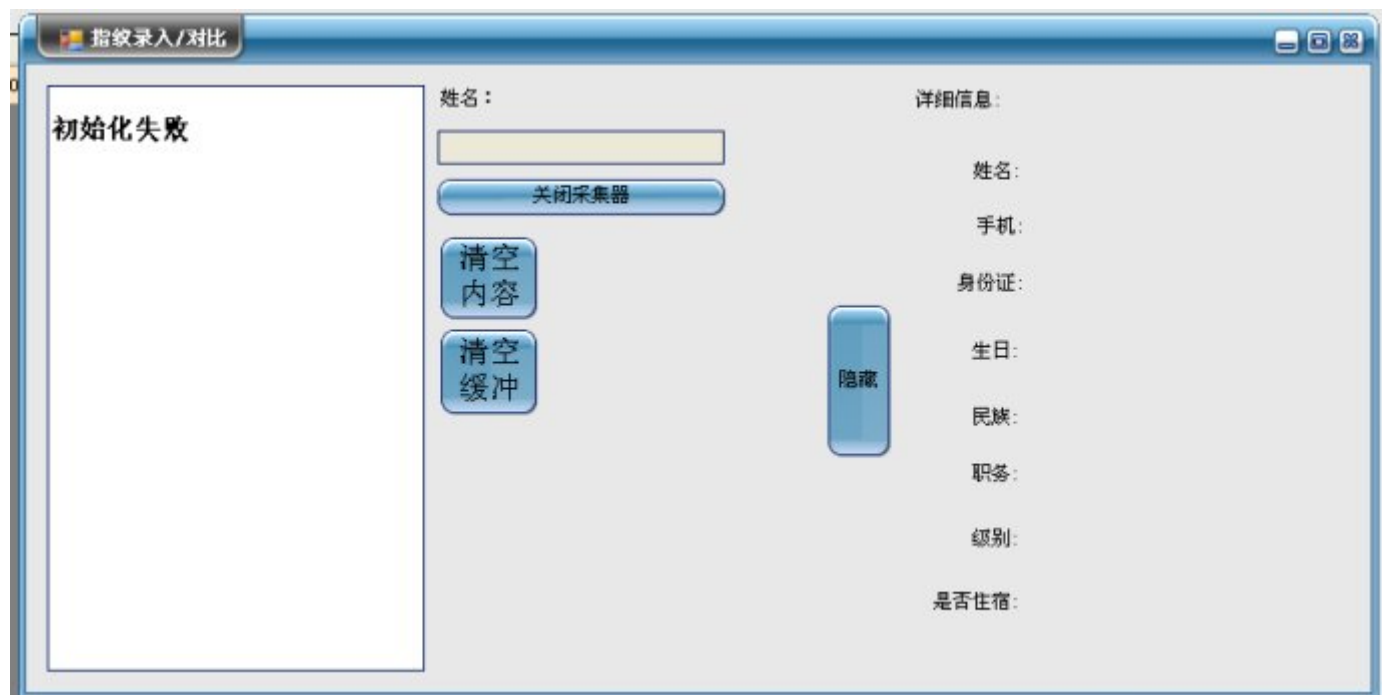 指纹录入/对比
初始化失败
姓名：
关闭采集器
清空
内容
清空
缓冲
隐藏
详细信息:
姓名:
手机:
身份证:
生日:
民族:
职务:
级别:
是否住宿: